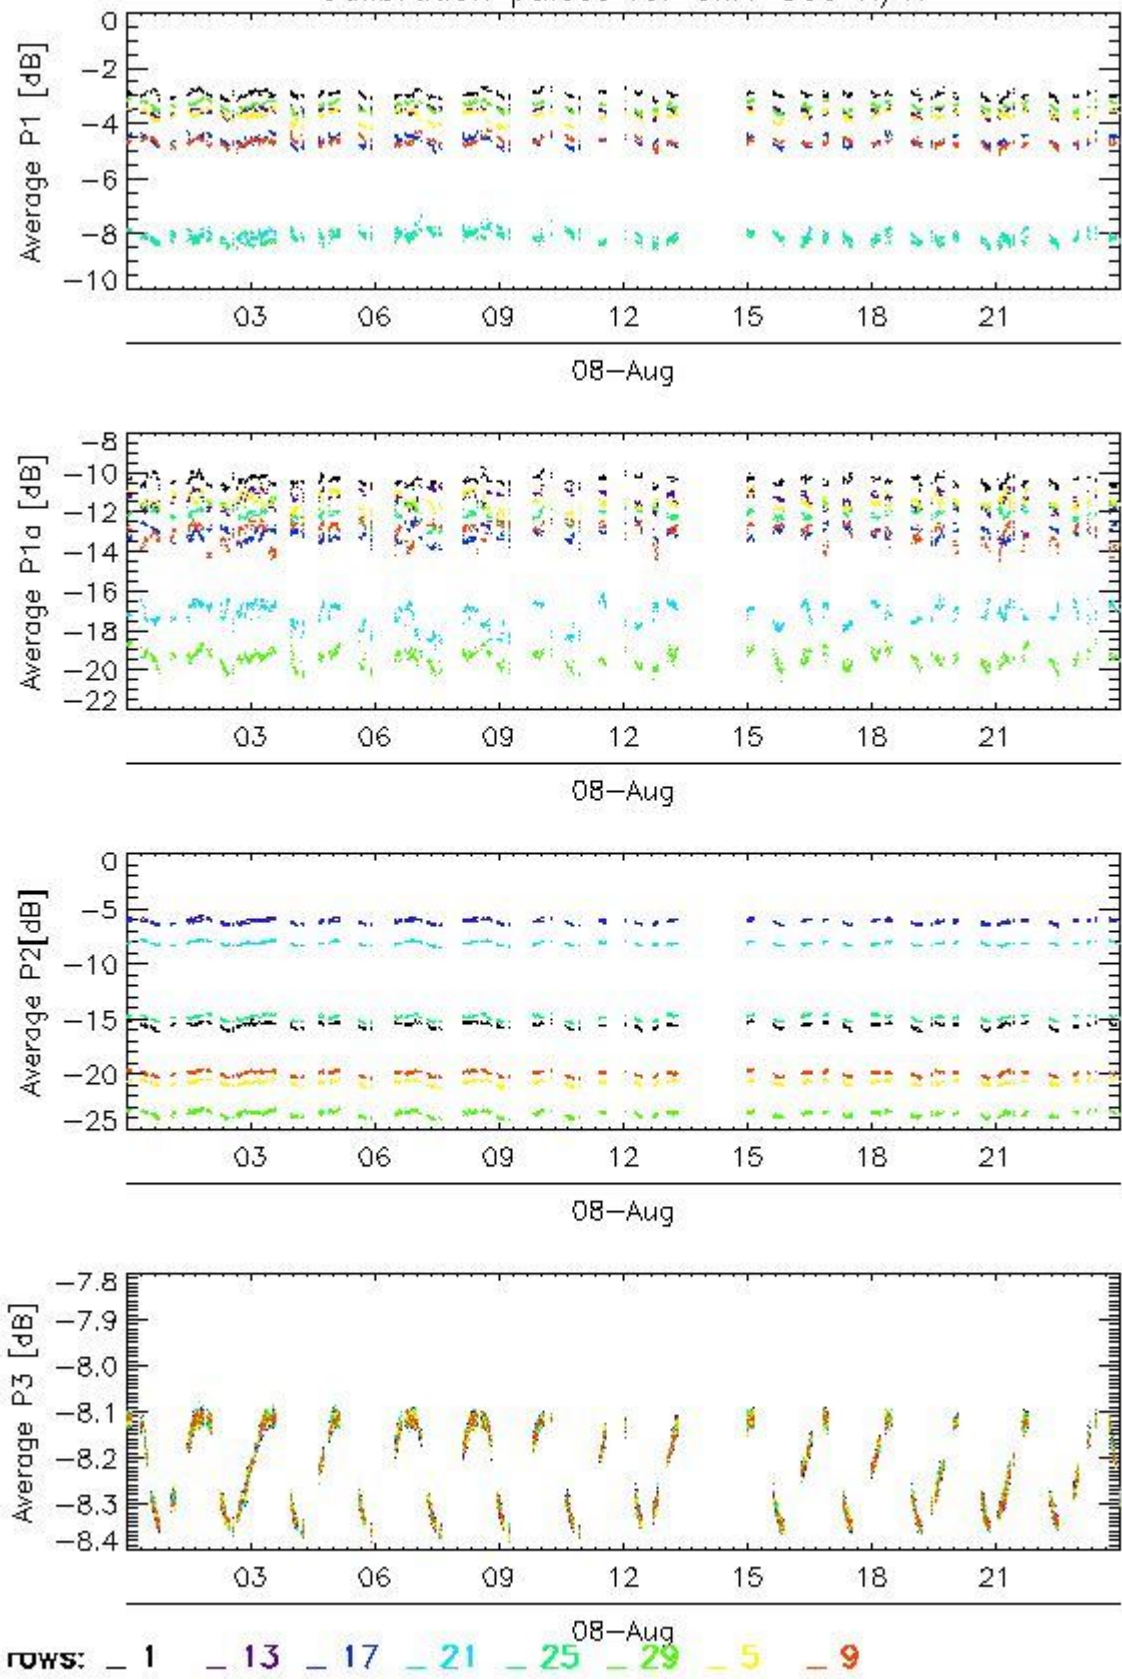 0
−2
−4
−6
−8
−10
Average P1 [dB]
03 06 09 12 15 18 21
08−Aug
−8
−10
−12
−14
−16
−18
−20
−22
Average P1a [dB]
03 06 09 12 15 18 21
08−Aug
0
−5
−10
−15
−20
−25
Average P2[dB]
03 06 09 12 15 18 21
08−Aug
−7.8
−7.9
−8.0
−8.1
−8.2
−8.3
−8.4
Average P3 [dB]
03 06 09 12 15 18 21
08−Aug
rows: _ 1 _ 13 _ 17 _ 21 _ 25 _ 29 _ 5 _ 9